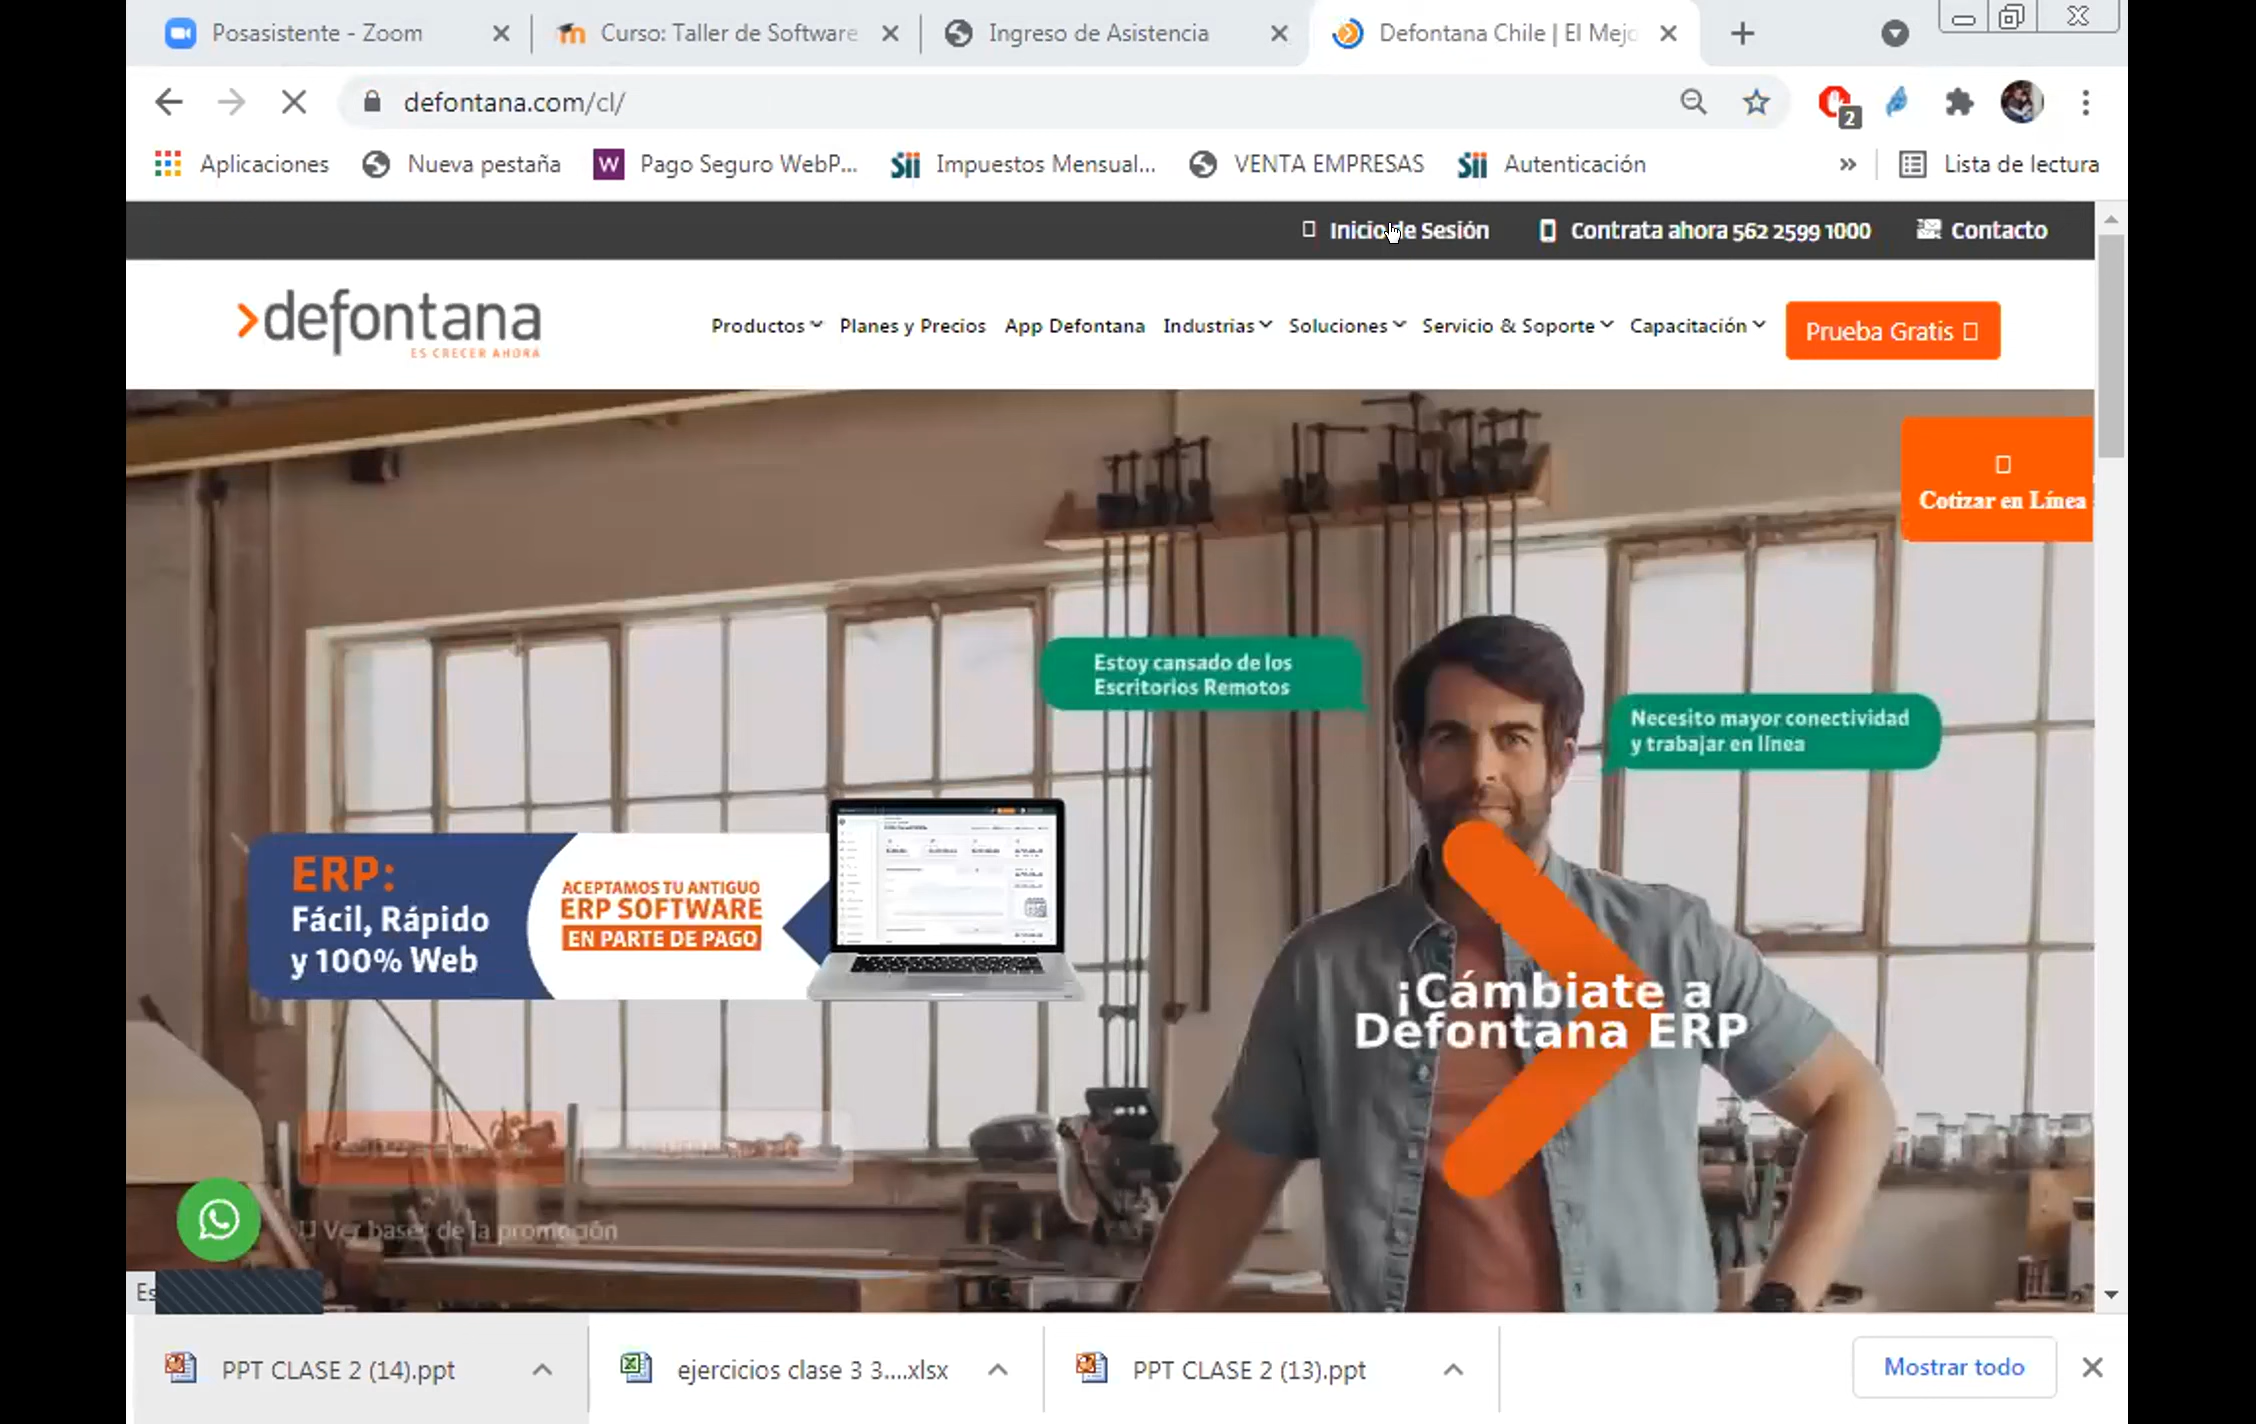 Posasistente - Zoom
Curso: Taller de Software
Ingreso de Asistencia
Defontana Chile | El Mejo
defontana.com/cl/
2
Aplicaciones
Nueva pestaña
W
Pago Seguro WebP...
Sii
Impuestos Mensual...
VENTA EMPRESAS
Sii
Autenticación
»
Lista de lectura
Inicio de Sesión
Contrata ahora 562 2599 1000
Contacto
defontana
ES CRECER AHORA
Productos
Planes y Precios
App Defontana
Industrias
Soluciones
Servicio & Soporte
Capacitación
Prueba Gratis
Cotizar en Línea
Estoy cansado de los
Escritorios Remotos
Necesito mayor conectividad
y trabajar en línea
ERP:
Fácil, Rápido
y 100% Web
ACEPTAMOS TU ANTIGUO
ERP SOFTWARE
EN PARTE DE PAGO
¡Cámbiate a
Defontana ERP
Ver bases de la promoción
PPT CLASE 2 (14).ppt
ejercicios clase 3 3....xlsx
PPT CLASE 2 (13).ppt
Mostrar todo